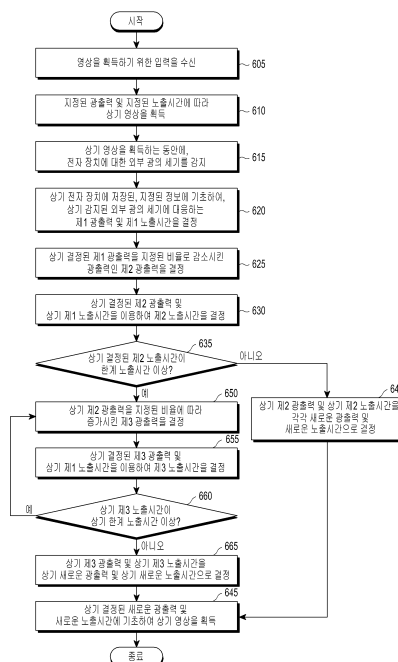 시작
영상을 획득하기 위한 입력을 수신
605
지정된 광출력 및 지정된 노출시간에 따라
상기 영상을 획득
610
상기 영상을 획득하는 동안에,
전자 장치에 대한 외부 광의 세기를 감지
615
상기 전자 장치에 저장된, 지정된 정보에 기초하여,
상기 감지된 외부 광의 세기에 대응하는
제1 광출력 및 제1 노출시간을 결정
620
상기 결정된 제1 광출력을 지정된 비율로 감소시킨
광출력인 제2 광출력을 결정
625
상기 결정된 제2 광출력 및
상기 제1 노출시간을 이용하여 제2 노출시간을 결정
630
635
상기 결정된 제2 노출시간이
한계 노출시간 이상?
아니오
예
64
상기 제2 광출력 및 상기 제2 노출시간을
각각 새로운 광출력 및
새로운 노출시간으로 결정
650
상기 제2 광출력을 지정된 비율에 따라
증가시킨 제3 광출력을 결정
655
상기 결정된 제3 광출력 및
상기 제1 노출시간을 이용하여 제3 노출시간을 결정
660
예
상기 제3 노출시간이
상기 한계 노출시간 이상?
아니오
665
상기 제3 광출력 및 상기 제3 노출시간을
상기 새로운 광출력 및 상기 새로운 노출시간으로 결정
645
상기 결정된 새로운 광출력 및
새로운 노출시간에 기초하여 상기 영상을 획득
종료